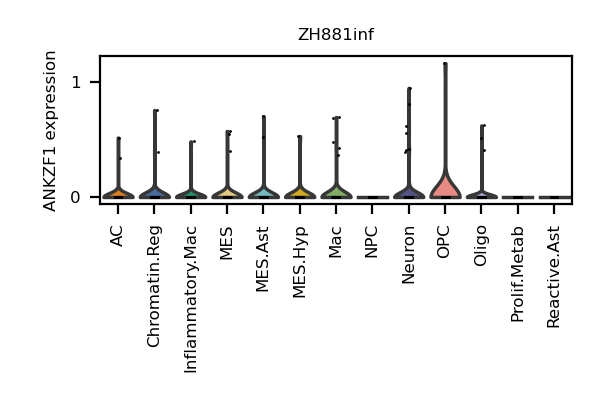 ZH881inf
ANKZF1 expression
1
0
AC
Chromatin.Reg
Inflammatory.Mac
MES
MES.Ast
MES.Hyp
Mac
NPC
Neuron
OPC
Oligo
Prolif.Metab
Reactive.Ast